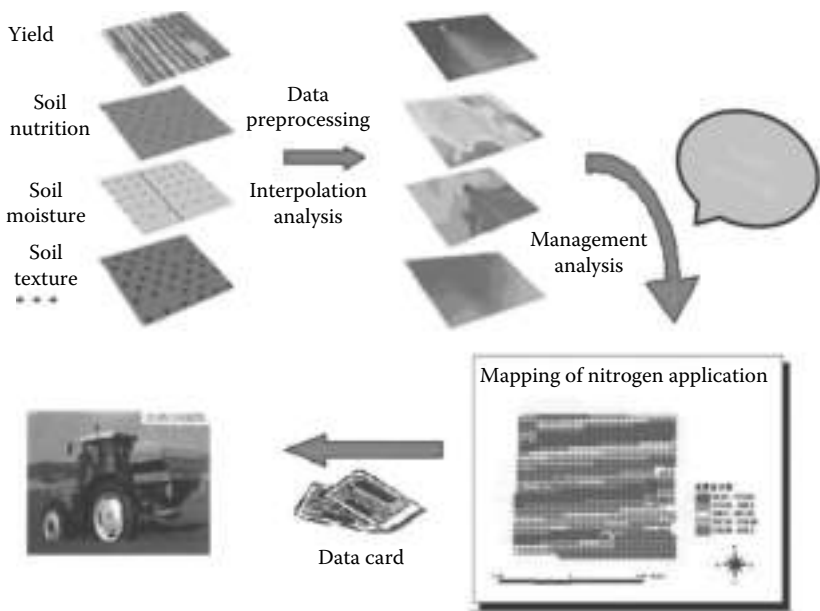 Yield
Soil
nutrition
Soil
moisture
Soil
texture
Data
preprocessing
Interpolation
analysis
Management
analysis
Mapping of nitrogen application
Data card